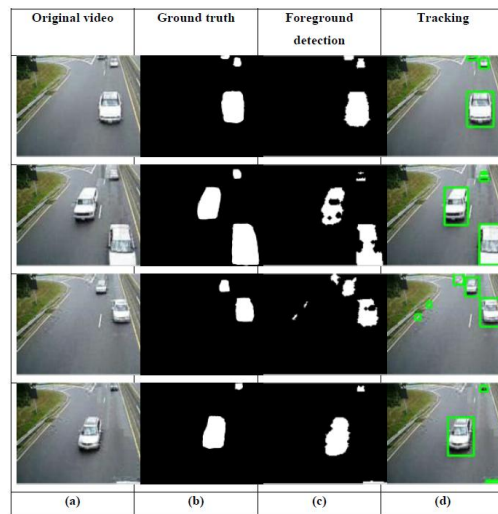 Original video Ground truth Foreground detection Tracking
(a) (b) (c) (d)